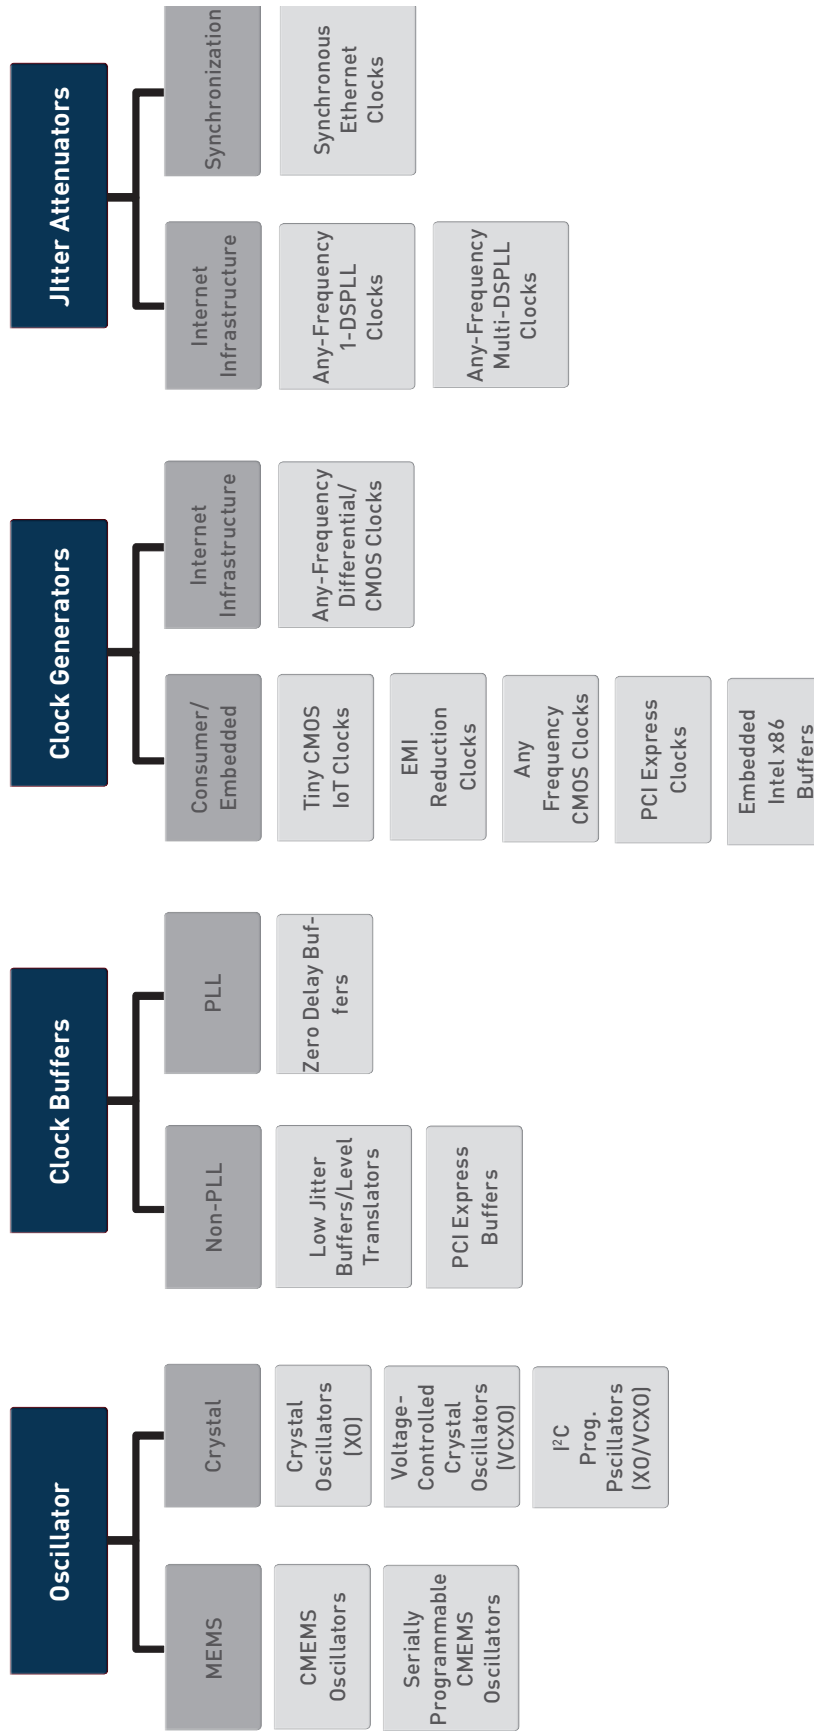 Oscillator
MEMS
CMEMS
Oscillators
Serially
Programmable
CMEMS
Oscillators
Crystal
Crystal
Oscillators
(XO)
Voltage-
Controlled
Crystal
Oscillators
(VCXO)
I²C
Prog.
Pscillators
(XO/VCXO)
Clock Buffers
Non-PLL
Low Jitter
Buffers/Level
Translators
PCI Express
Buffers
PLL
Zero Delay Buf-
fers
Clock Generators
Consumer/
Embedded
Tiny CMOS
IoT Clocks
EMI
Reduction
Clocks
Any
Frequency
CMOS Clocks
PCI Express
Clocks
Embedded
Intel x86
Buffers
Internet
Infrastructure
Any-Frequency
Differential/
CMOS Clocks
JItter Attenuators
Internet
Infrastructure
Any-Frequency
1-DSPLL
Clocks
Any-Frequency
Multi-DSPLL
Clocks
Synchronization
Synchronous
Ethernet
Clocks